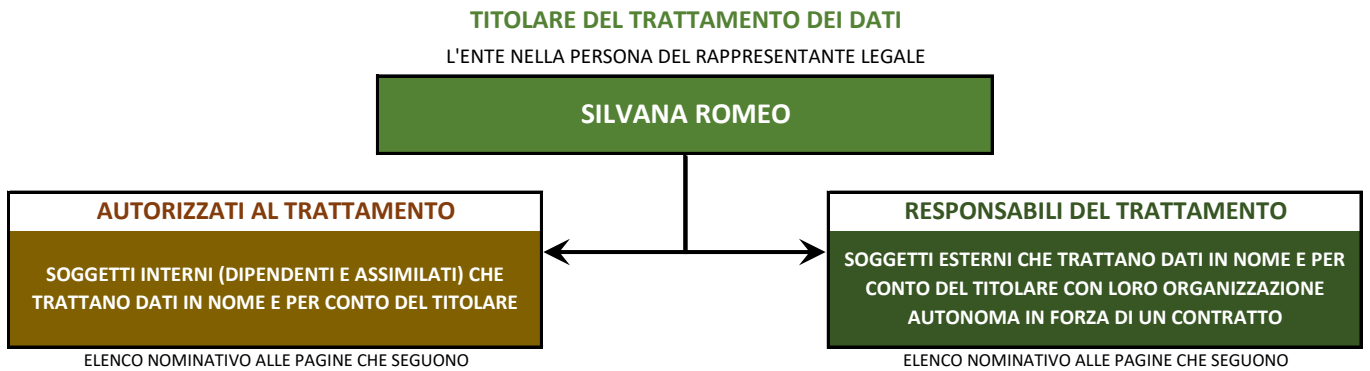 TITOLARE DEL TRATTAMENTO DEI DATI
L'ENTE NELLA PERSONA DEL RAPPRESENTANTE LEGALE
SILVANA ROMEO
AUTORIZZATI AL TRATTAMENTO
SOGGETTI INTERNI (DIPENDENTI E ASSIMILATI) CHE
TRATTANO DATI IN NOME E PER CONTO DEL TITOLARE
ELENCO NOMINATIVO ALLE PAGINE CHE SEGUONO
RESPONSABILI DEL TRATTAMENTO
SOGGETTI ESTERNI CHE TRATTANO DATI IN NOME E PER
CONTO DEL TITOLARE CON LORO ORGANIZZAZIONE
AUTONOMA IN FORZA DI UN CONTRATTO
ELENCO NOMINATIVO ALLE PAGINE CHE SEGUONO